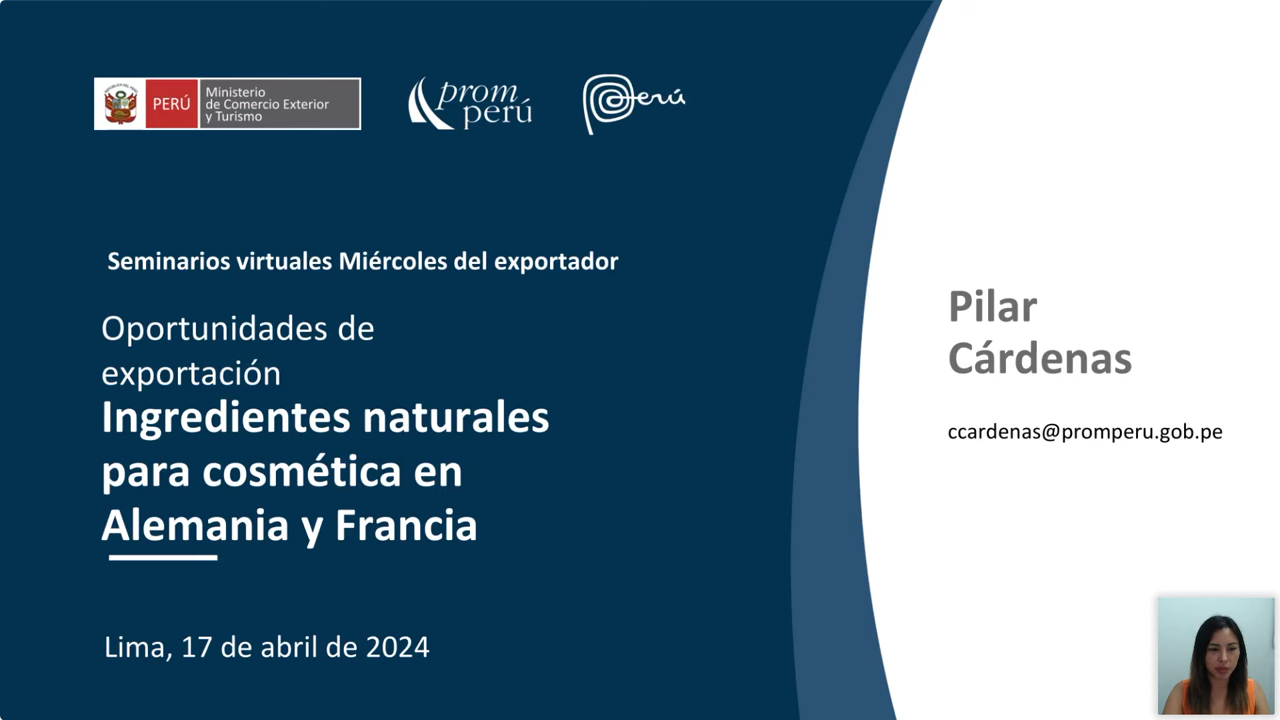 PERÚ
Ministerio
de Comercio Exterior
y Turismo
prom
perú
Perú
Seminarios virtuales Miércoles del exportador
Oportunidades de
exportación
Ingredientes naturales
para cosmética en
Alemania y Francia
Lima, 17 de abril de 2024
Pilar
Cárdenas
ccardenas@promperu.gob.pe